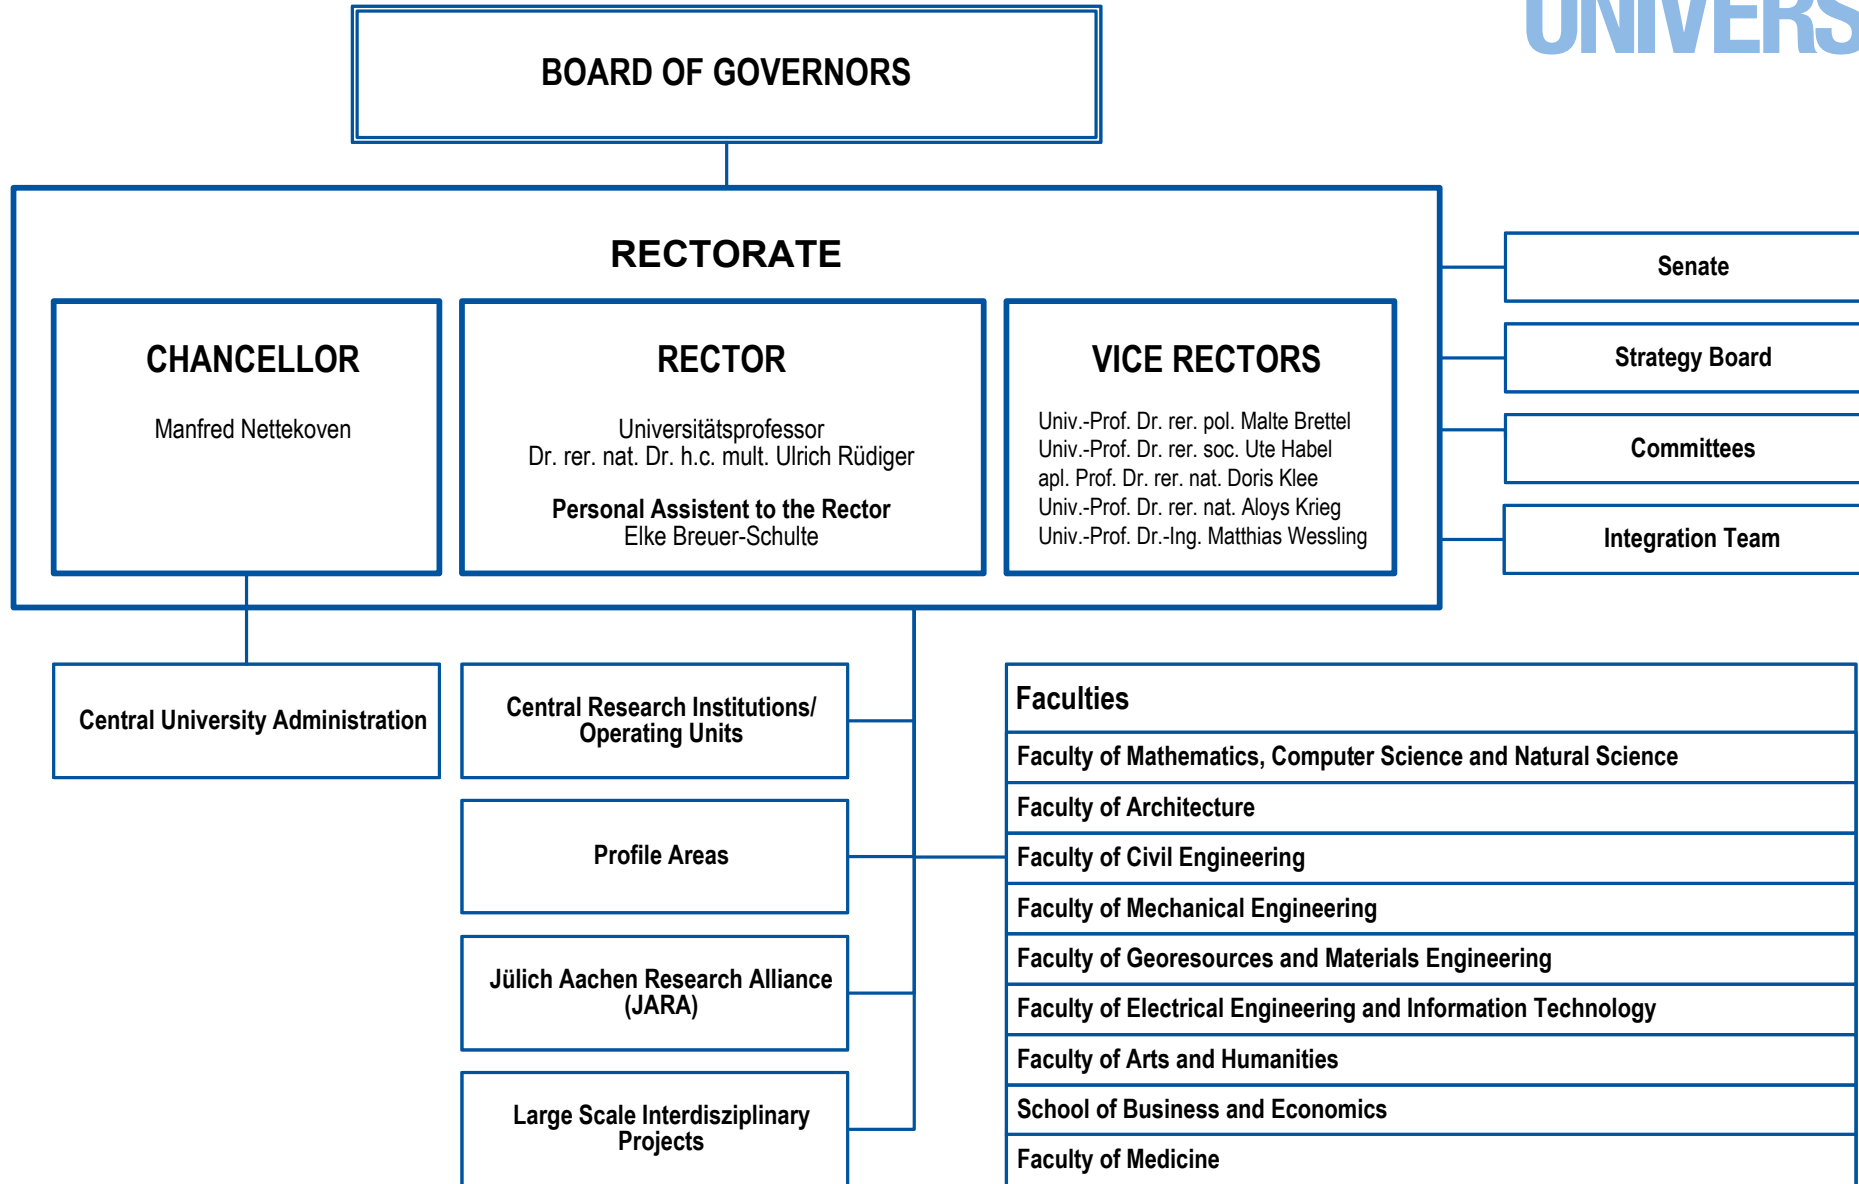 UNIVERS
BOARD OF GOVERNORS
RECTORATE
CHANCELLOR
Manfred Nettekoven
RECTOR
Universitätsprofessor
Dr. rer. nat. Dr. h.c. mult. Ulrich Rüdiger
Personal Assistent to the Rector
Elke Breuer-Schulte
VICE RECTORS
Univ.-Prof. Dr. rer. pol. Malte Brettel
Univ.-Prof. Dr. rer. soc. Ute Habel
apl. Prof. Dr. rer. nat. Doris Klee
Univ.-Prof. Dr. rer. nat. Aloys Krieg
Univ.-Prof. Dr.-Ing. Matthias Wessling
Senate
Strategy Board
Committees
Integration Team
Central University Administration
Central Research Institutions/
Operating Units
Profile Areas
Jülich Aachen Research Alliance
(JARA)
Large Scale Interdisziplinary
Projects
Faculties
Faculty of Mathematics, Computer Science and Natural Science
Faculty of Architecture
Faculty of Civil Engineering
Faculty of Mechanical Engineering
Faculty of Georesources and Materials Engineering
Faculty of Electrical Engineering and Information Technology
Faculty of Arts and Humanities
School of Business and Economics
Faculty of Medicine